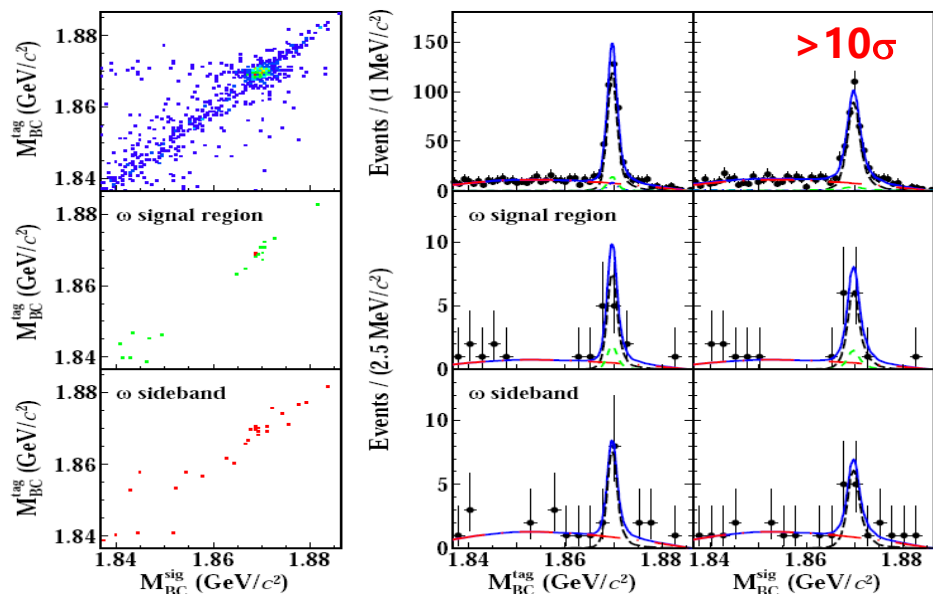 M_BC^tag (GeV/c²)
1.88
1.86
1.84
ω signal region
M_BC^tag (GeV/c²)
1.88
1.86
1.84
ω sideband
M_BC^tag (GeV/c²)
1.88
1.86
1.84
1.84 1.86 1.88
M_BC^sig (GeV/c²)
Events / (1 MeV/c²)
150
100
50
0
>10σ
Events / (2.5 MeV/c²)
ω signal region
10
5
0
ω sideband
10
5
0
1.84 1.86 1.88
M_BC^tag (GeV/c²)
1.84 1.86 1.88
M_BC^sig (GeV/c²)